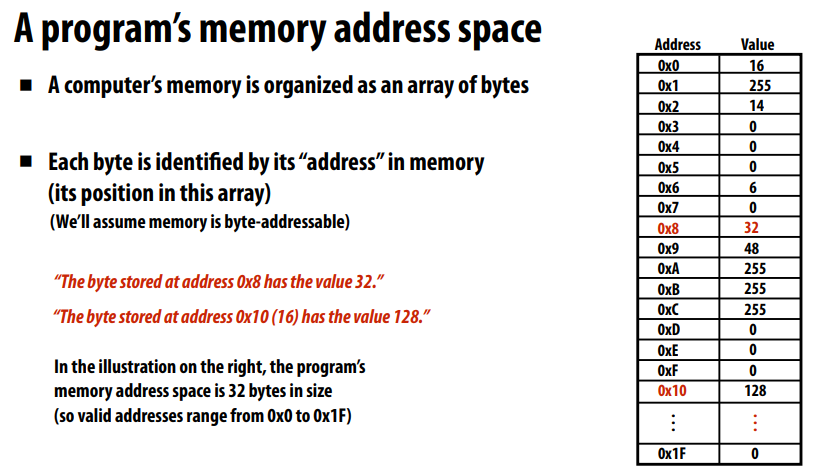 A program's memory address space
■ A computer's memory is organized as an array of bytes
■ Each byte is identified by its “address” in memory
(its position in this array)
(We'll assume memory is byte-addressable)
“The byte stored at address 0x8 has the value 32.”
“The byte stored at address 0x10 (16) has the value 128.”
In the illustration on the right, the program's
memory address space is 32 bytes in size
(so valid addresses range from 0x0 to 0x1F)
Address Value
0x0 16
0x1 255
0x2 14
0x3 0
0x4 0
0x5 0
0x6 6
0x7 0
0x8 32
0x9 48
0xA 255
0xB 255
0xC 255
0xD 0
0xE 0
0xF 0
0x10 128
⋮ ⋮
0x1F 0